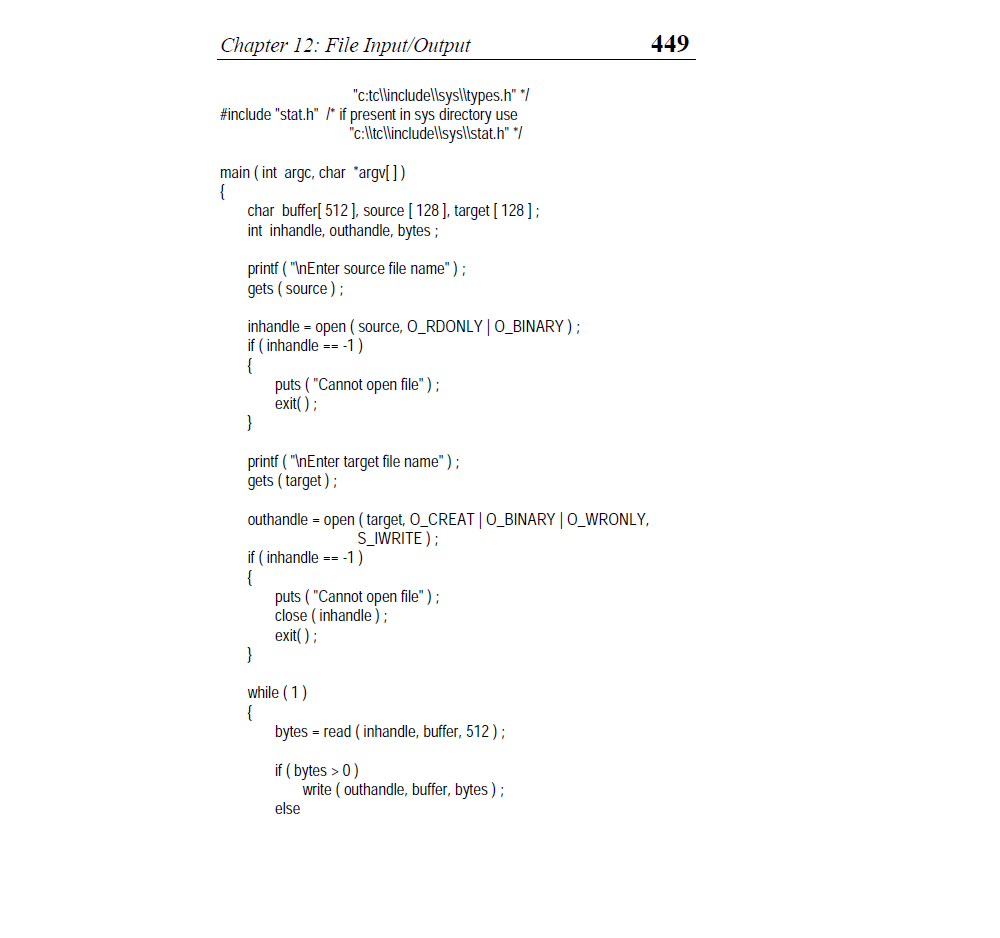 Chapter 12: File Input/Output 449
"c:tc\\include\\sys\\types.h" */
#include "stat.h" /* if present in sys directory use
"c:\\tc\\include\\sys\\stat.h" */
main ( int argc, char *argv[ ] )
{
char buffer[ 512 ], source [ 128 ], target [ 128 ] ;
int inhandle, outhandle, bytes ;
printf ( "\nEnter source file name" ) ;
gets ( source ) ;
inhandle = open ( source, O_RDONLY | O_BINARY ) ;
if ( inhandle == -1 )
{
puts ( "Cannot open file" ) ;
exit( ) ;
}
printf ( "\nEnter target file name" ) ;
gets ( target ) ;
outhandle = open ( target, O_CREAT | O_BINARY | O_WRONLY,
S_IWRITE ) ;
if ( inhandle == -1 )
{
puts ( "Cannot open file" ) ;
close ( inhandle ) ;
exit( ) ;
}
while ( 1 )
{
bytes = read ( inhandle, buffer, 512 ) ;
if ( bytes > 0 )
write ( outhandle, buffer, bytes ) ;
else